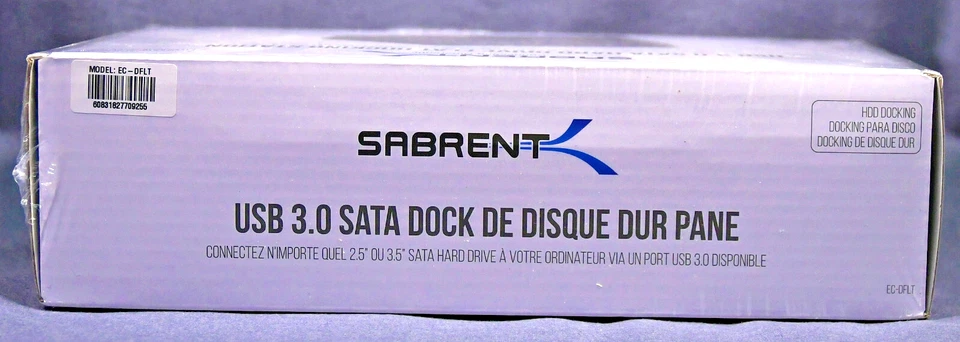 MODEL: EC-DFLT
60831827709255
SABRENT
HDD DOCKING
DOCKING PARA DISCO
DOCKING DE DISQUE DUR
USB 3.0 SATA DOCK DE DISQUE DUR PANE
CONNECTEZ N'IMPORTE QUEL 2.5" OU 3.5" SATA HARD DRIVE À VOTRE ORDINATEUR VIA UN PORT USB 3.0 DISPONIBLE
EC-DFLT